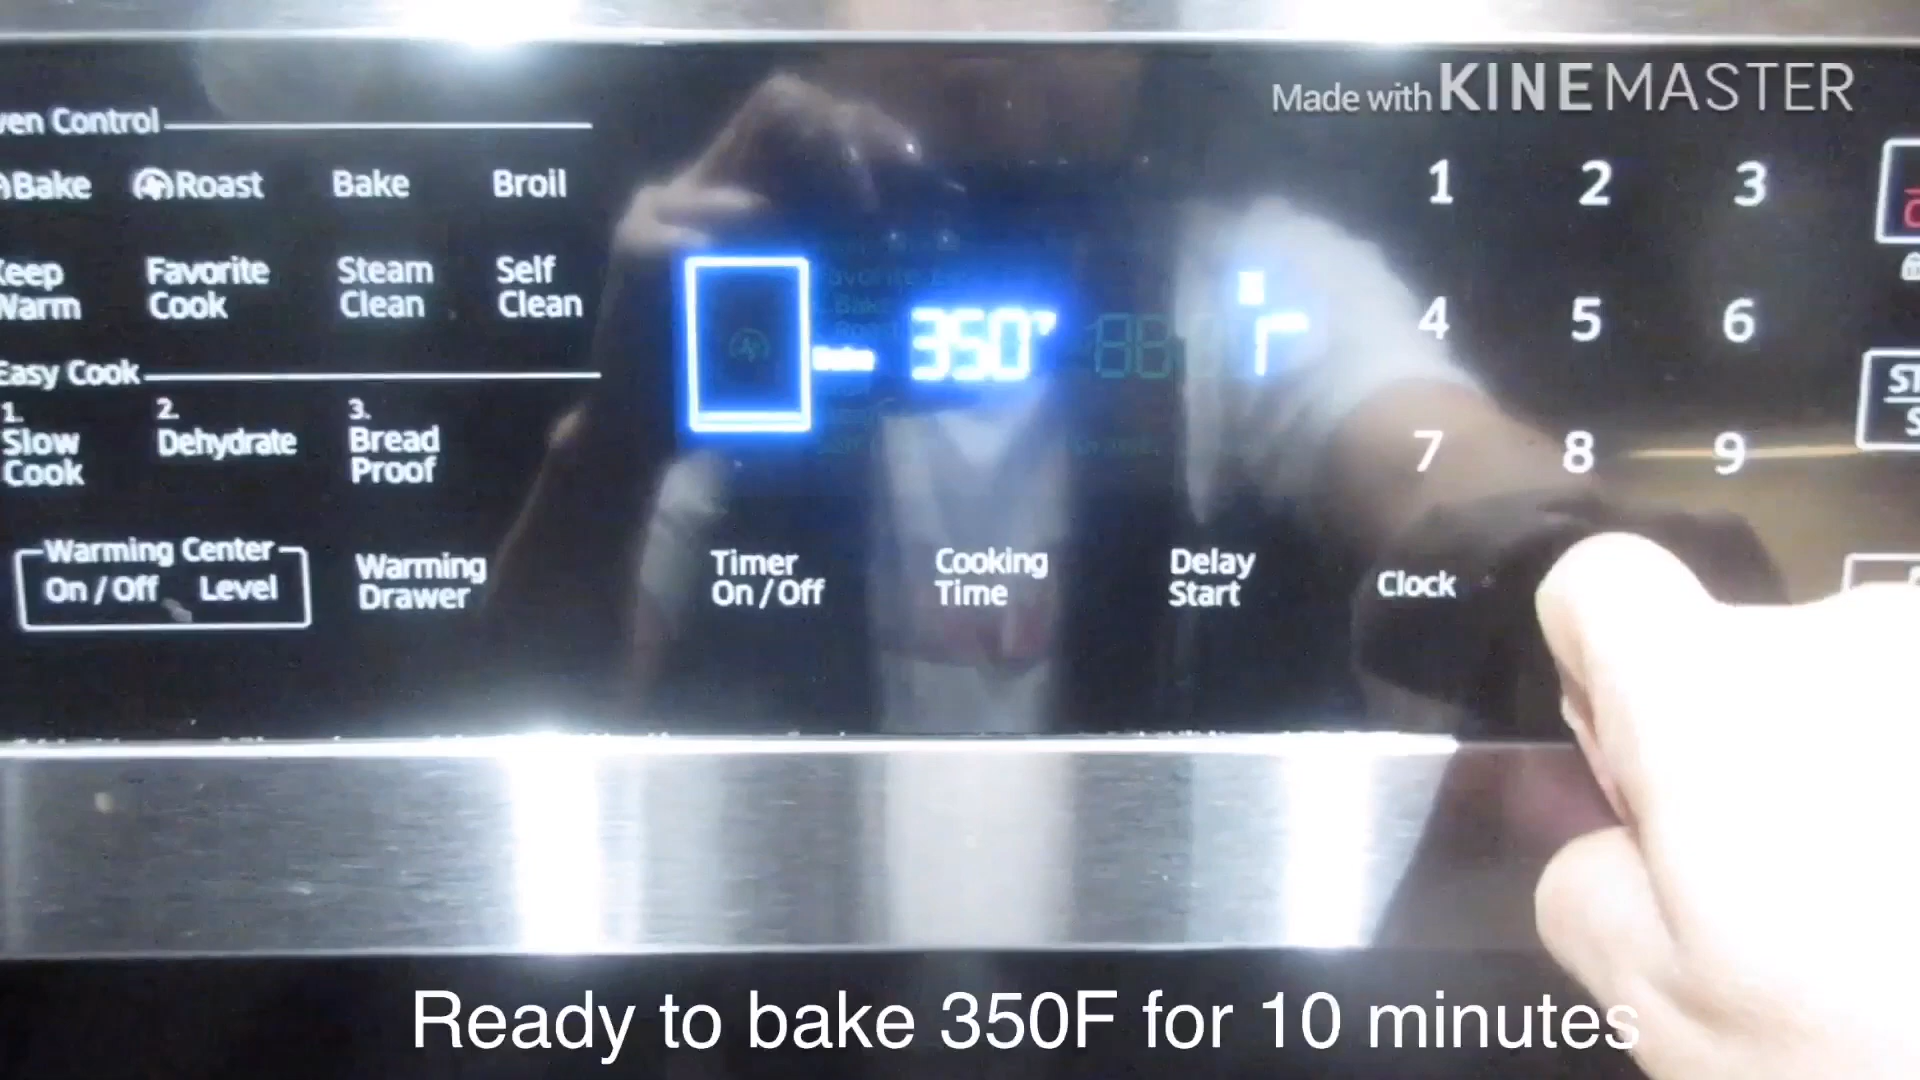 Made with KINEMASTER
ven Control
Bake Roast Bake Broil
Keep Warm
Favorite Cook
Steam Clean
Self Clean
Easy Cook
1. Slow Cook
2. Dehydrate
3. Bread Proof
Warming Center
On / Off Level
Warming Drawer
Bake 350°F
Timer On / Off
Cooking Time
Delay Start
Clock
1 2 3
4 5 6
7 8 9
ST
S
Ready to bake 350F for 10 minutes